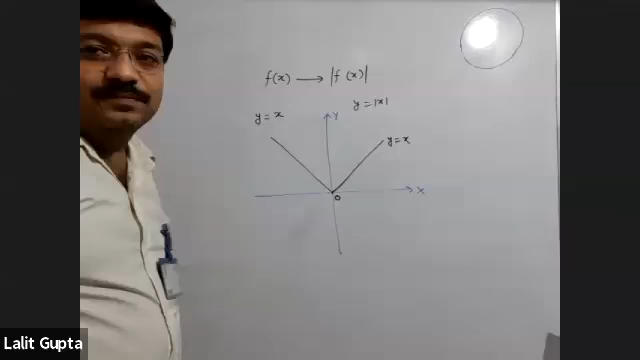 f(x) → |f(x)|
y = |x|
y = x
Y
y = x
O
X
Lalit Gupta